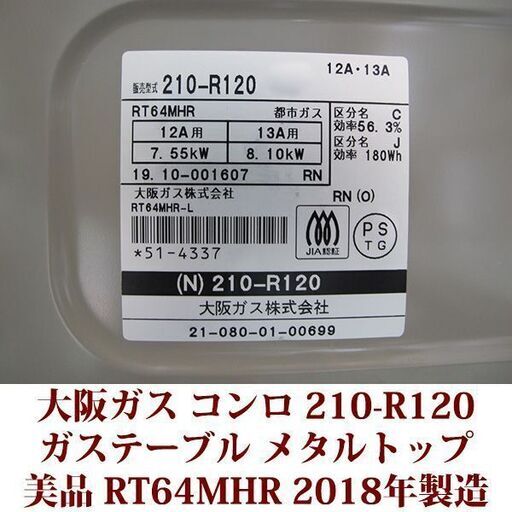 12A・13A
販売型式 210-R120
RT64MHR 都市ガス
12A用 13A用
7.55kW 8.10kW
19.10-001607 RN
区分名 C
効率56.3%
区分名 J
効率 180Wh
大阪ガス株式会社
RN(O)
RT64MHR-L
*51-4337
JIA認証
PS
TG
(N) 210-R120
大阪ガス株式会社
21-080-01-00699
大阪ガス コンロ 210-R120
ガステーブル メタルトップ
美品 RT64MHR 2018年製造